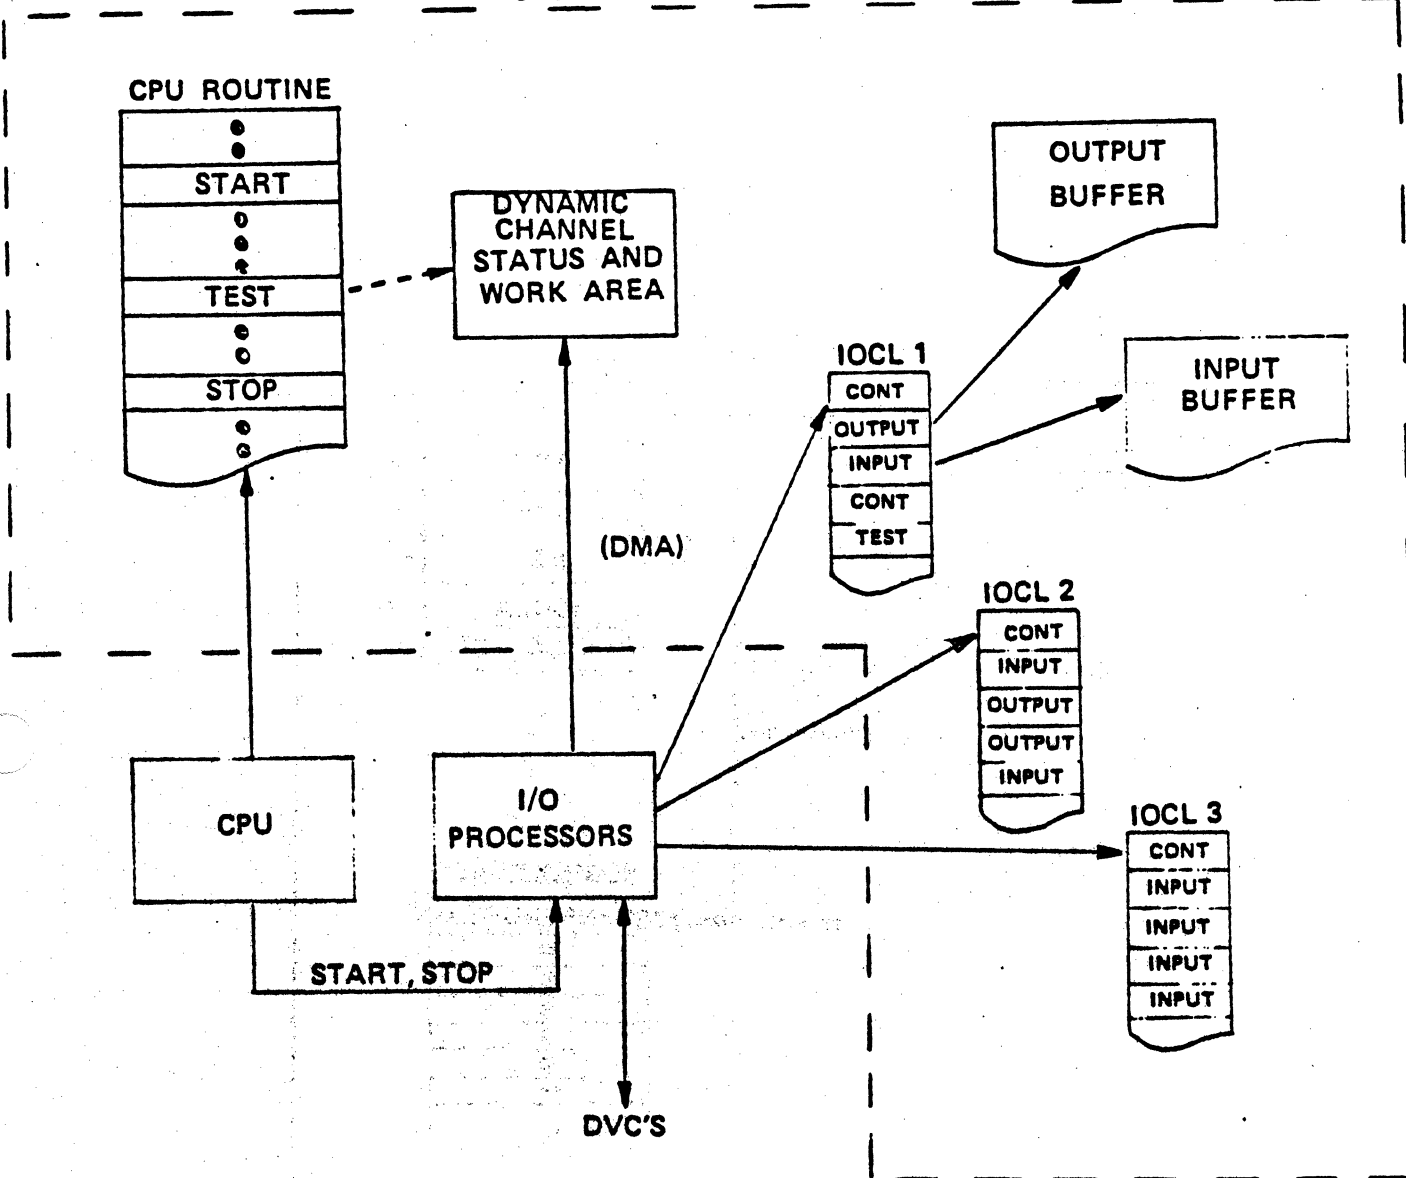 CPU ROUTINE
START
TEST
STOP
DYNAMIC
CHANNEL
STATUS AND
WORK AREA
OUTPUT
BUFFER
INPUT
BUFFER
IOCL 1
CONT
OUTPUT
INPUT
CONT
TEST
(DMA)
IOCL 2
CONT
INPUT
OUTPUT
OUTPUT
INPUT
IOCL 3
CONT
INPUT
INPUT
INPUT
INPUT
CPU
I/O
PROCESSORS
START, STOP
DVC'S